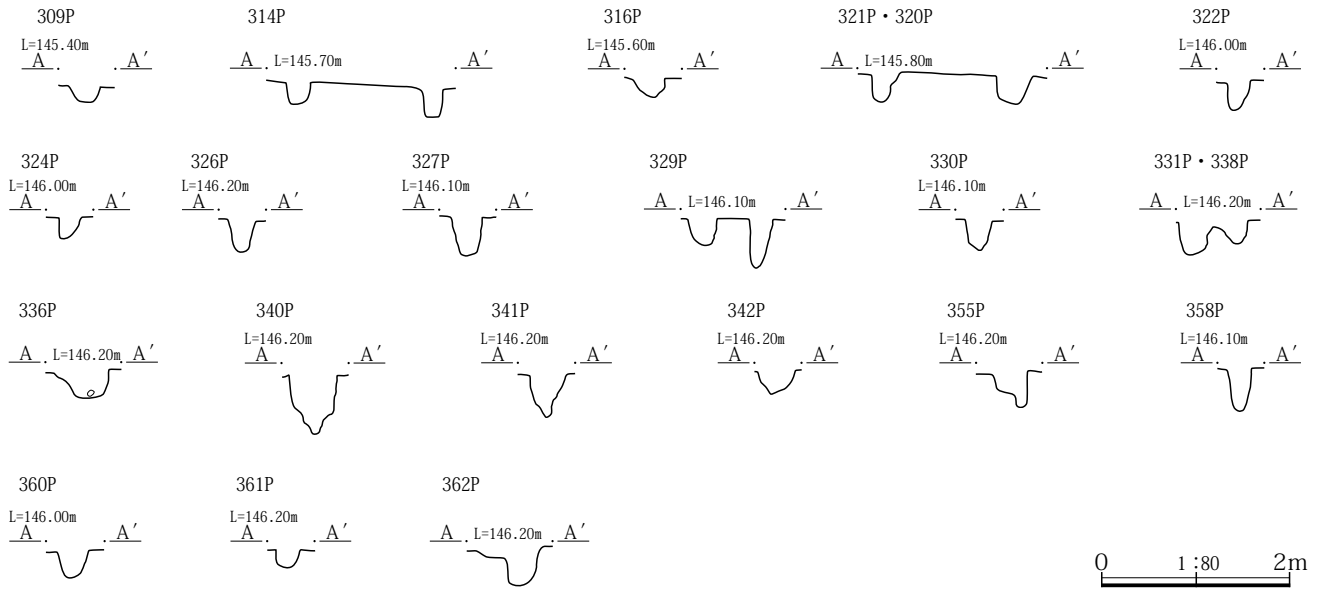 309P
L=145.40m
A A′
314P
A L=145.70m A′
316P
L=145.60m
A A′
321P・320P
A L=145.80m A′
322P
L=146.00m
A A′
324P
L=146.00m
A A′
326P
L=146.20m
A A′
327P
L=146.10m
A A′
329P
A L=146.10m A′
330P
L=146.10m
A A′
331P・338P
A L=146.20m A′
336P
A L=146.20m A′
340P
L=146.20m
A A′
341P
L=146.20m
A A′
342P
L=146.20m
A A′
355P
L=146.20m
A A′
358P
L=146.10m
A A′
360P
L=146.00m
A A′
361P
L=146.20m
A A′
362P
A L=146.20m A′
0 1:80 2m